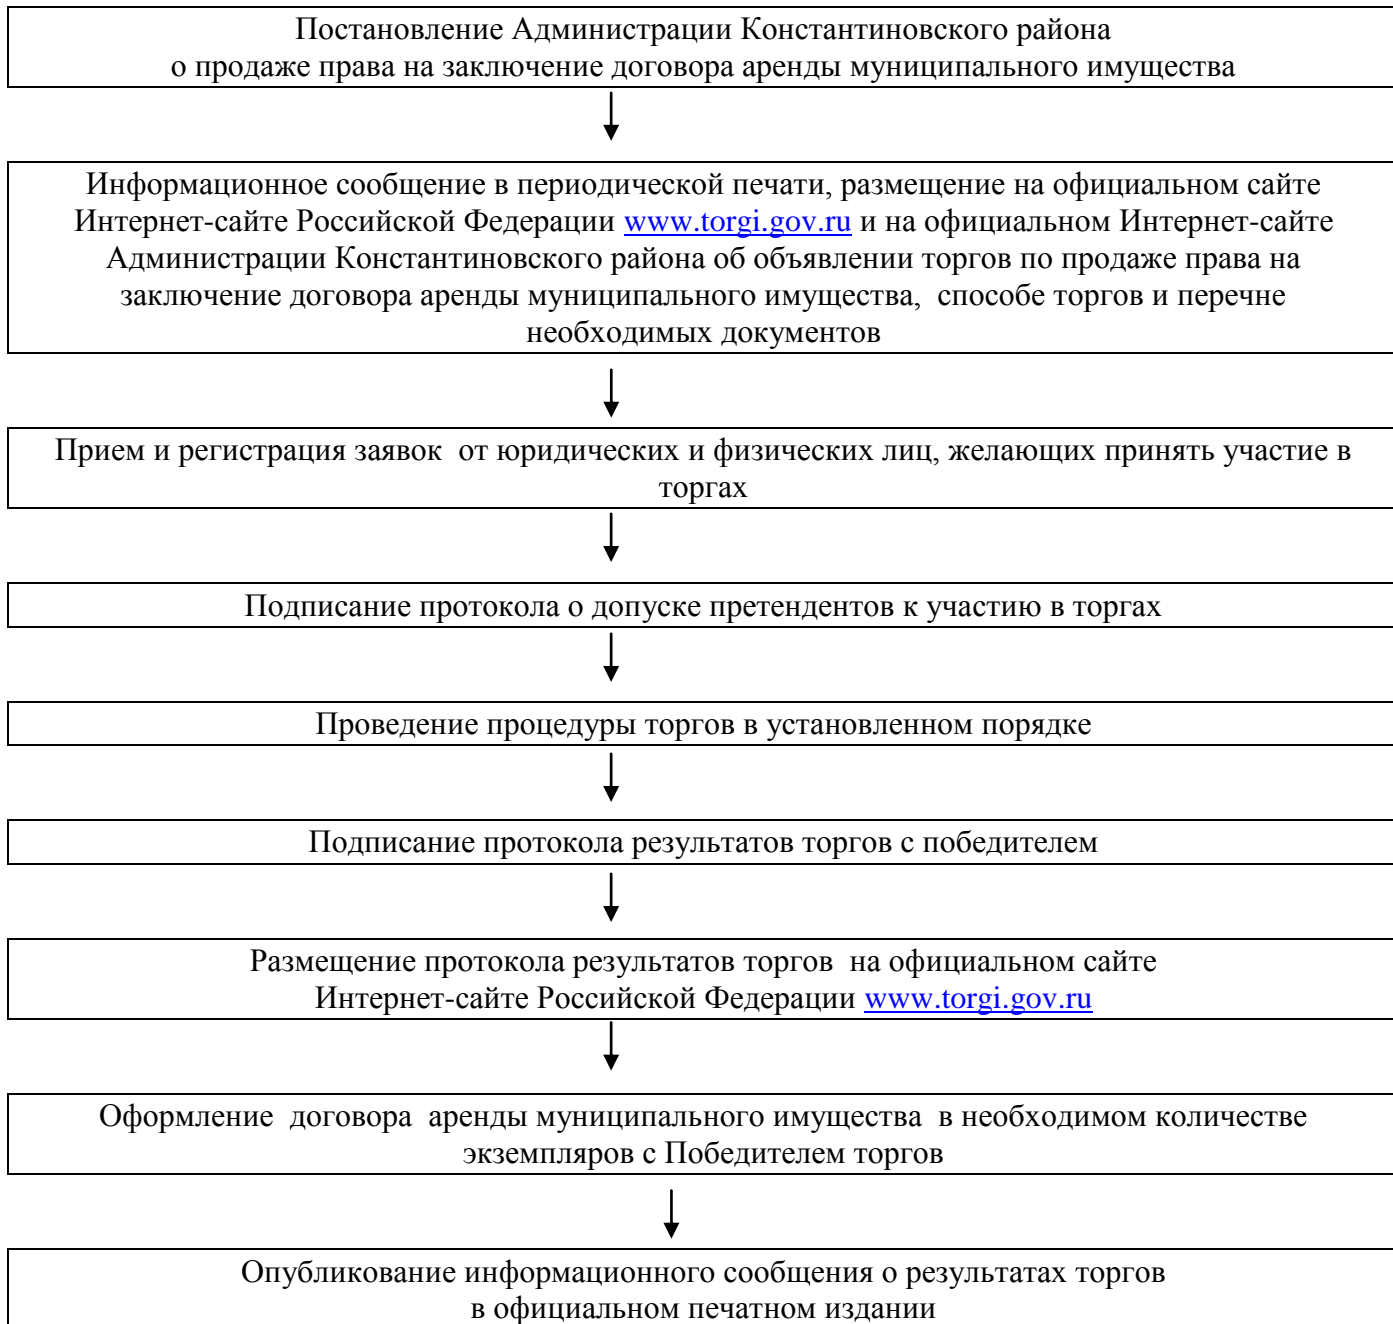 Постановление Администрации Константиновского района
о продаже права на заключение договора аренды муниципального имущества
Информационное сообщение в периодической печати, размещение на официальном сайте
Интернет-сайте Российской Федерации www.torgi.gov.ru и на официальном Интернет-сайте
Администрации Константиновского района об объявлении торгов по продаже права на
заключение договора аренды муниципального имущества, способе торгов и перечне
необходимых документов
Прием и регистрация заявок от юридических и физических лиц, желающих принять участие в
торгах
Подписание протокола о допуске претендентов к участию в торгах
Проведение процедуры торгов в установленном порядке
Подписание протокола результатов торгов с победителем
Размещение протокола результатов торгов на официальном сайте
Интернет-сайте Российской Федерации www.torgi.gov.ru
Оформление договора аренды муниципального имущества в необходимом количестве
экземпляров с Победителем торгов
Опубликование информационного сообщения о результатах торгов
в официальном печатном издании